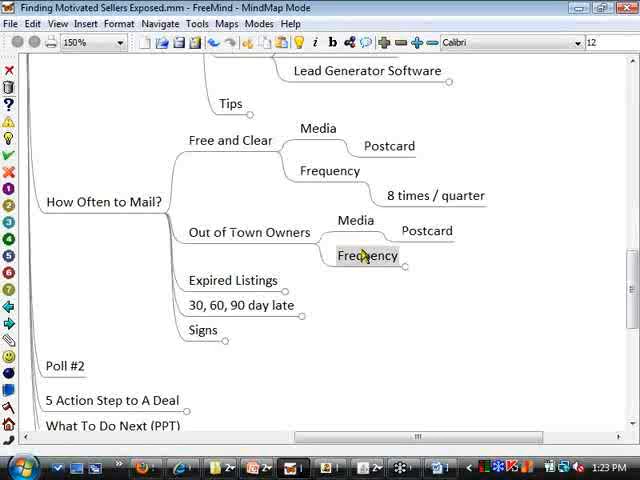 Finding Motivated Sellers Exposed.mm - FreeMind - MindMap Mode
File Edit View Insert Format Navigate Tools Maps Help
150% Calibri 12
Lead Generator Software
Tips
Free and Clear
Media
Postcard
Frequency
8 times / quarter
How Often to Mail?
Out of Town Owners
Media
Postcard
Frequency
Expired Listings
30, 60, 90 day late
Signs
Poll #2
5 Action Step to A Deal
What To Do Next (PPT)
1:23 PM